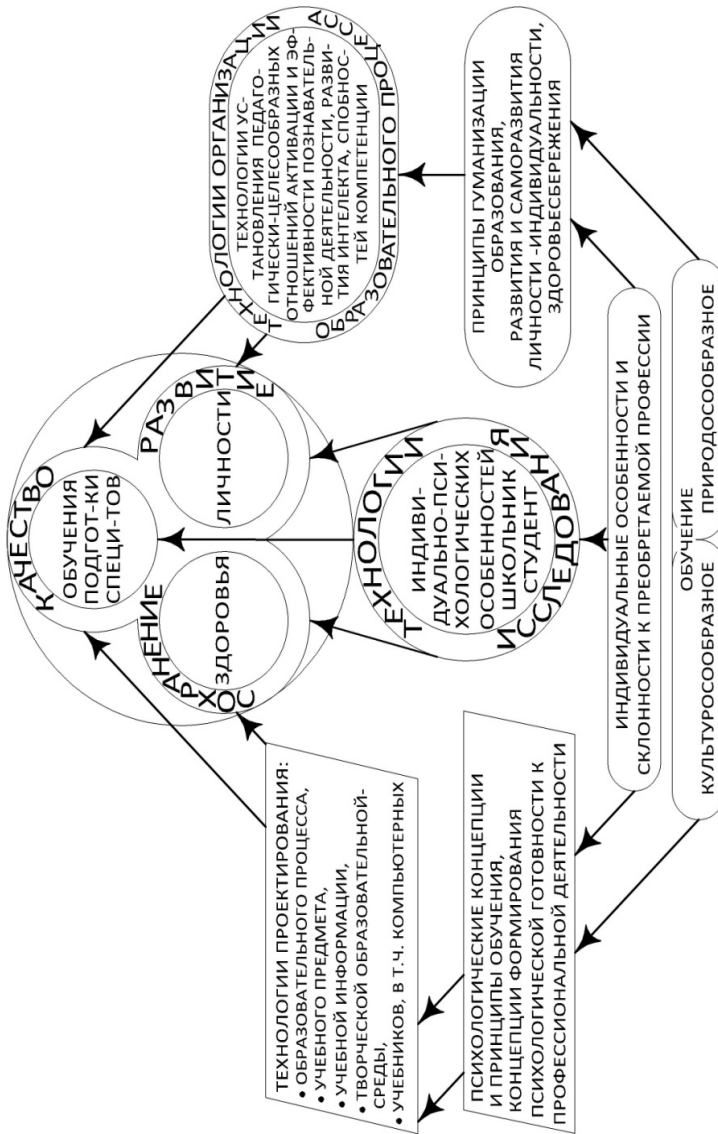 КАЧЕСТВО
ОБУЧЕНИЯ
ПОДГОТ-КИ
СПЕЦИ-ТОВ
СОХРАНЕНИЕ
ЗДОРОВЬЯ
РАЗВИТИЕ
ЛИЧНОСТИ
ТЕХНОЛОГИИ ПРОЕКТИРОВАНИЯ:
• ОБРАЗОВАТЕЛЬНОГО ПРОЦЕССА,
• УЧЕБНОГО ПРЕДМЕТА,
• УЧЕБНОЙ ИНФОРМАЦИИ,
• ТВОРЧЕСКОЙ ОБРАЗОВАТЕЛЬНОЙ-
СРЕДЫ,
• УЧЕБНИКОВ, В Т.Ч. КОМПЬЮТЕРНЫХ
ТЕХНОЛОГИИ ИССЛЕДОВАНИЯ
ИНДИВИ-
ДУАЛЬНО-ПСИ-
ХОЛОГИЧЕСКИХ
ОСОБЕННОСТЕЙ
ШКОЛЬНИК
СТУДЕНТ
ТЕХНОЛОГИИ ОРГАНИЗАЦИИ
ОБРАЗОВАТЕЛЬНОГО ПРОЦЕССА
ТЕХНОЛОГИИ УС-
ТАНОВЛЕНИЯ ПЕДАГО-
ГИЧЕСКИ-ЦЕЛЕСООБРАЗНЫХ
ОТНОШЕНИЙ АКТИВАЦИИ И ЭФ-
ФЕКТИВНОСТИ ПОЗНАВАТЕЛЬ-
НОЙ ДЕЯТЕЛЬНОСТИ, РАЗВИ-
ТИЯ ИНТЕЛЕКТА, СПОБНОС-
ТЕЙ КОМПЕТЕНЦИИ
ПСИХОЛОГИЧЕСКИЕ КОНЦЕПЦИИ
И ПРИНЦИПЫ ОБУЧЕНИЯ,
КОНЦЕПЦИИ ФОРМИРОВАНИЯ
ПСИХОЛОГИЧЕСКОЙ ГОТОВНОСТИ К
ПРОФЕССИОНАЛЬНОЙ ДЕЯТЕЛЬНОСТИ
ПРИНЦИПЫ ГУМАНИЗАЦИИ
ОБРАЗОВАНИЯ,
РАЗВИТИЯ И САМОРАЗВИТИЯ
ЛИЧНОСТИ -ИНДИВИДУАЛЬНОСТИ,
ЗДОРОВЬЕСБЕРЕЖЕНИЯ
ИНДИВИДУАЛЬНЫЕ ОСОБЕННОСТИ И
СКЛОННОСТИ К ПРЕОБРЕТАЕМОЙ ПРОФЕССИИ
ОБУЧЕНИЕ
КУЛЬТУРОСООБРАЗНОЕ ПРИРОДОСООБРАЗНОЕ